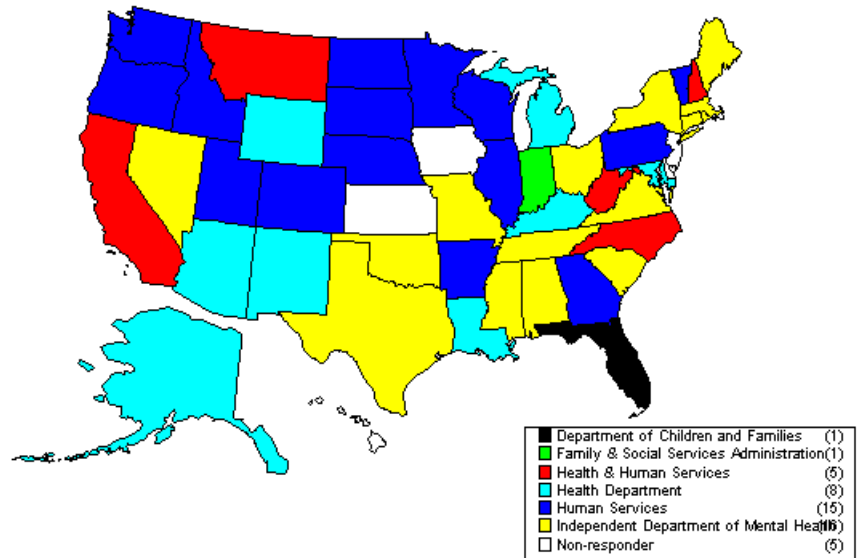 Department of Children and Families (1)
Family & Social Services Administration(1)
Health & Human Services (5)
Health Department (8)
Human Services (15)
Independent Department of Mental Health(16)
Non-responder (5)